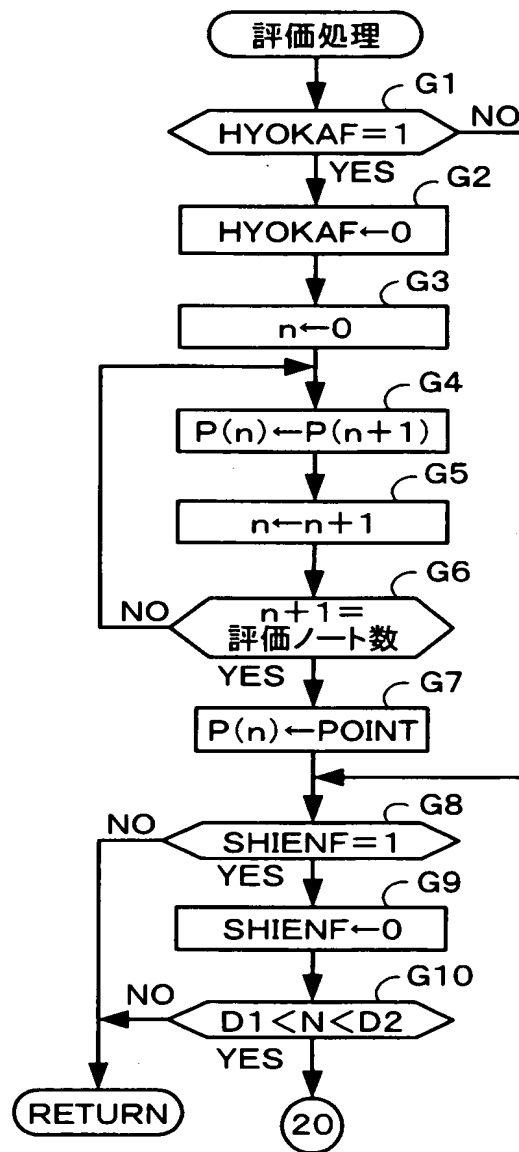 評価処理
G1
HYOKAF=1
NO
YES
G2
HYOKAF←0
G3
n←0
G4
P(n)←P(n+1)
G5
n←n+1
G6
NO
n+1=
評価ノート数
YES
G7
P(n)←POINT
G8
NO
SHIENF=1
YES
G9
SHIENF←0
G10
NO
D1<N<D2
YES
RETURN
20